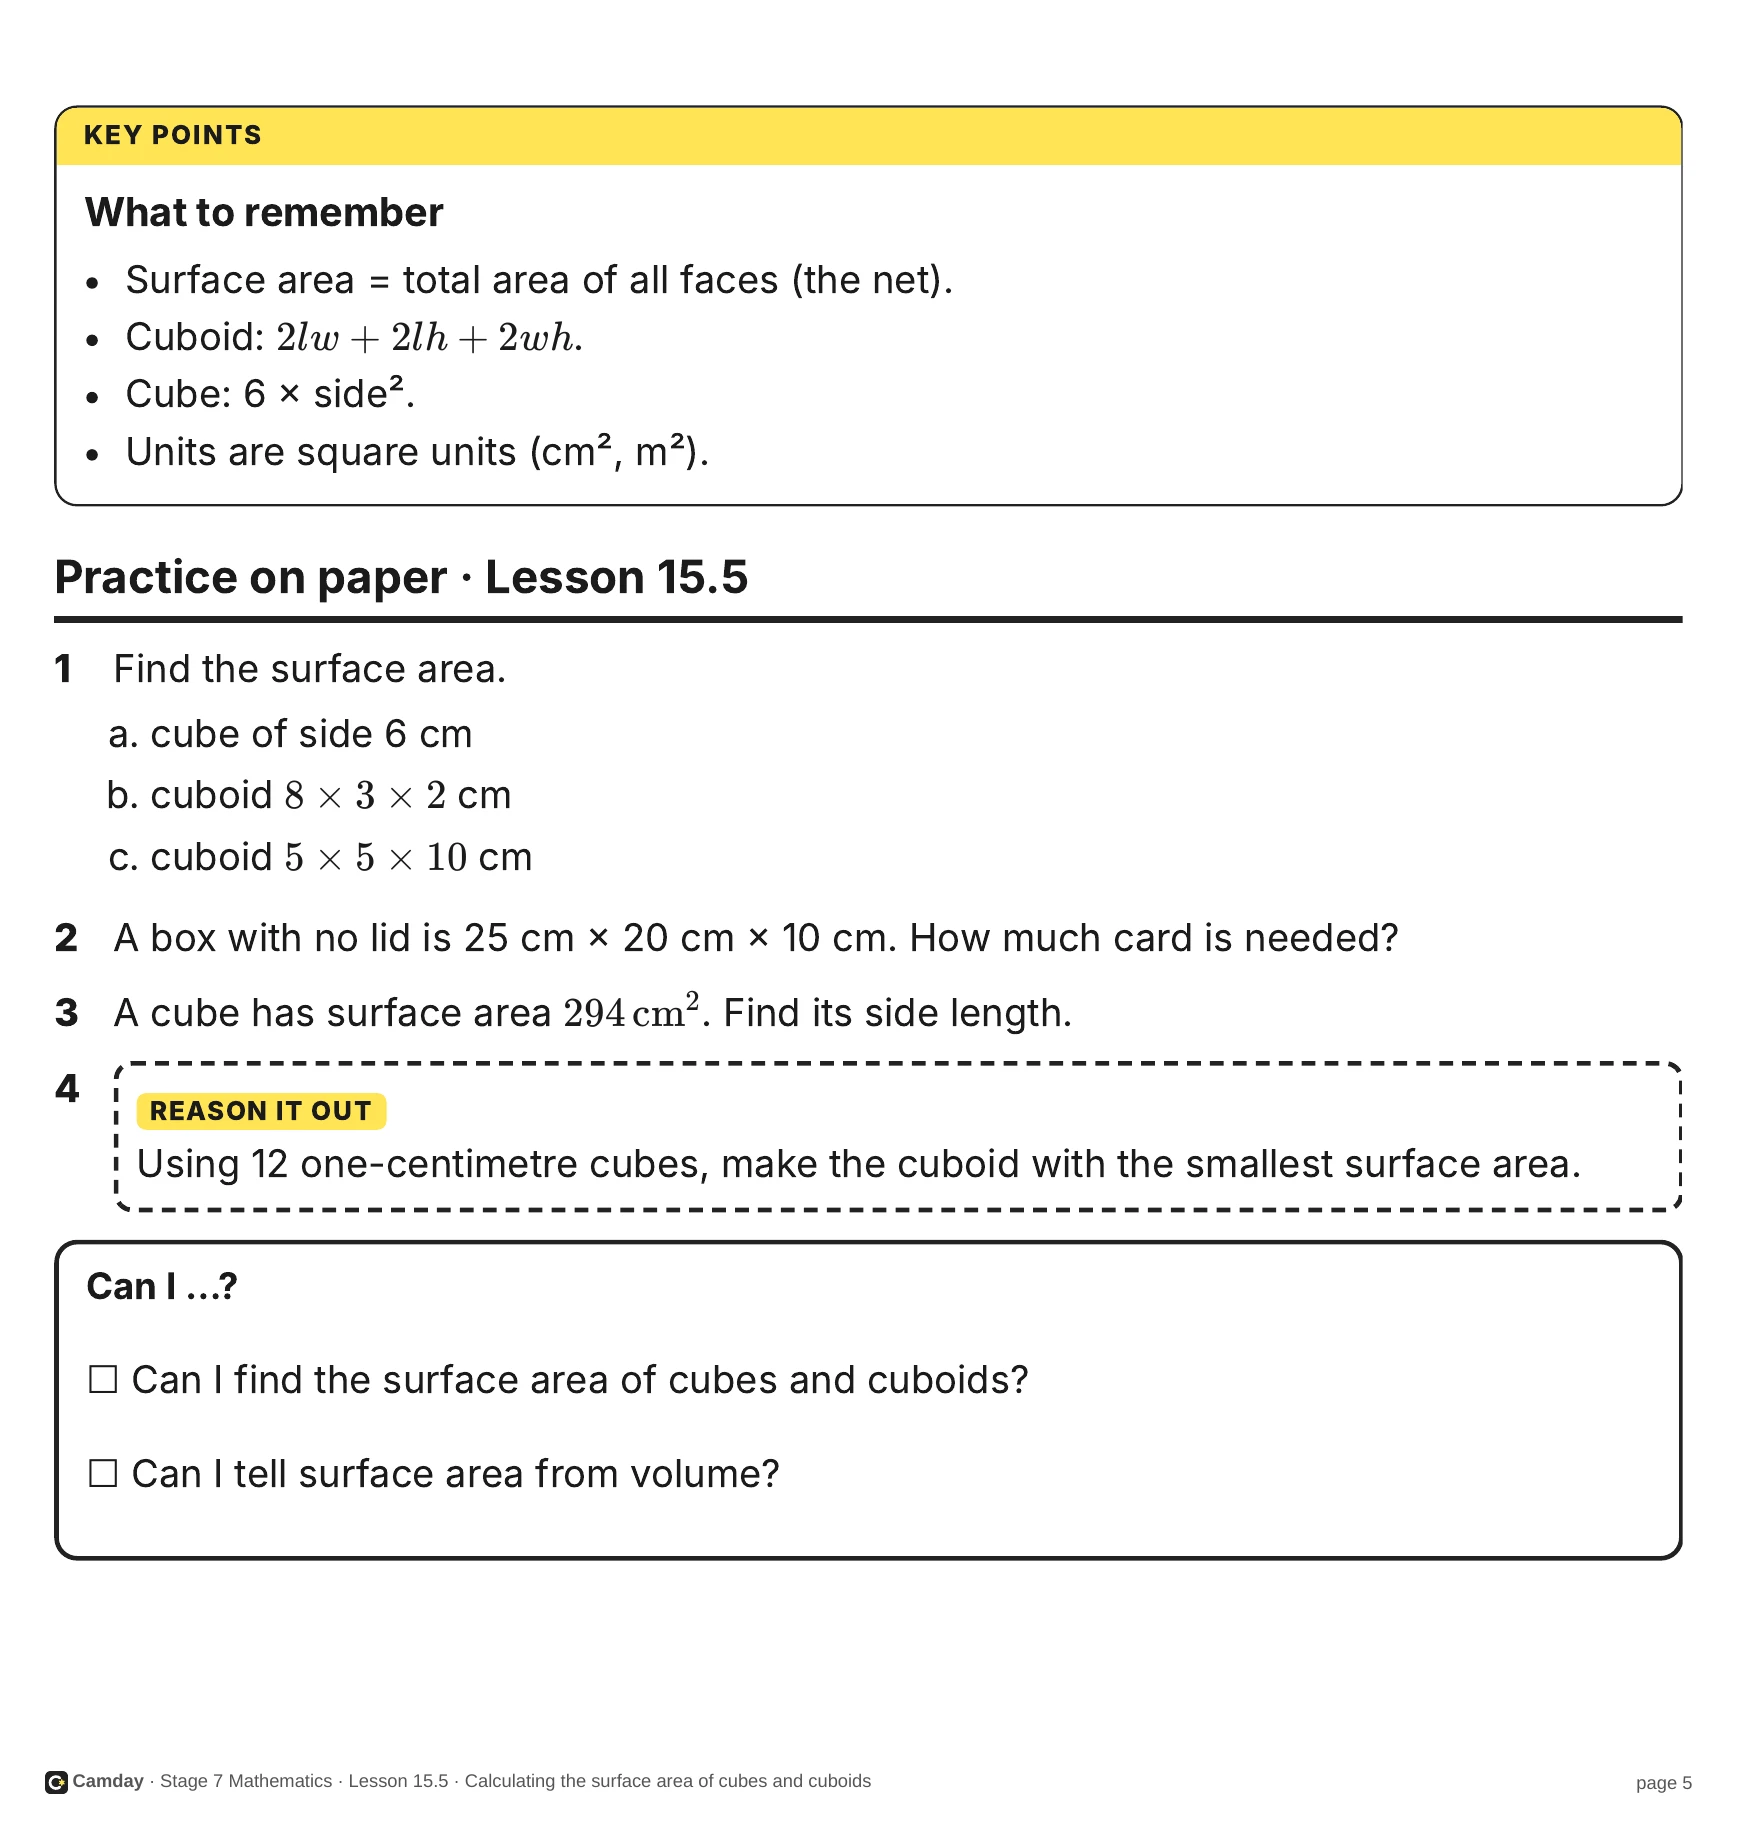 KEY POINTS
What to remember
• Surface area = total area of all faces (the net).
• Cuboid: 2lw + 2lh + 2wh.
• Cube: 6 × side².
• Units are square units (cm², m²).
Practice on paper · Lesson 15.5
1 Find the surface area.
a. cube of side 6 cm
b. cuboid 8 × 3 × 2 cm
c. cuboid 5 × 5 × 10 cm
2 A box with no lid is 25 cm × 20 cm × 10 cm. How much card is needed?
3 A cube has surface area 294 cm². Find its side length.
4
REASON IT OUT
Using 12 one-centimetre cubes, make the cuboid with the smallest surface area.
Can I …?
☐ Can I find the surface area of cubes and cuboids?
☐ Can I tell surface area from volume?
Camday · Stage 7 Mathematics · Lesson 15.5 · Calculating the surface area of cubes and cuboids
page 5